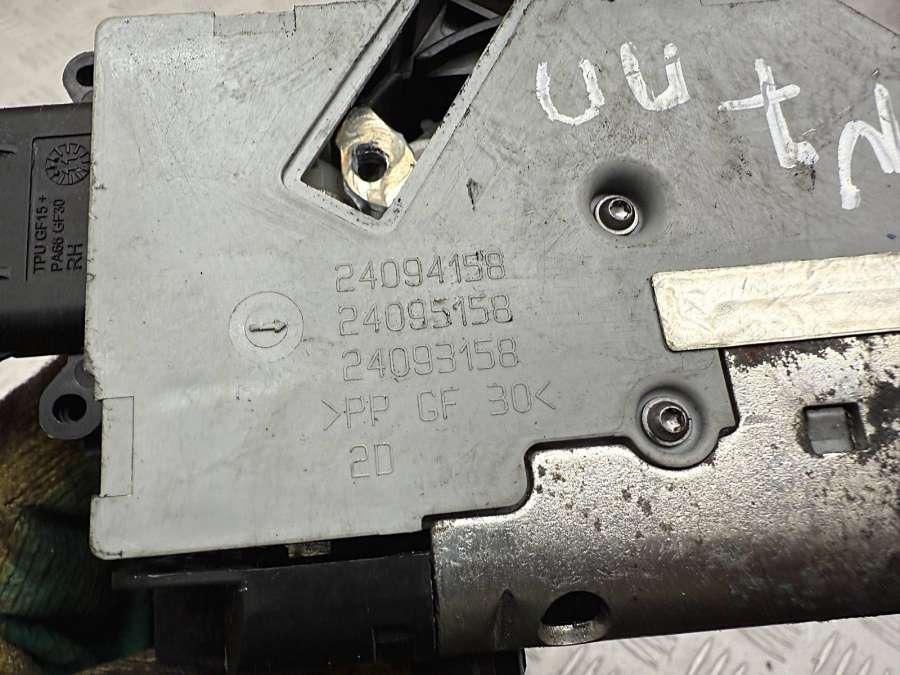 TPU GF15+
PA66 GF30
RH
24094158
24095158
24093158
>PP GF 30<
2D